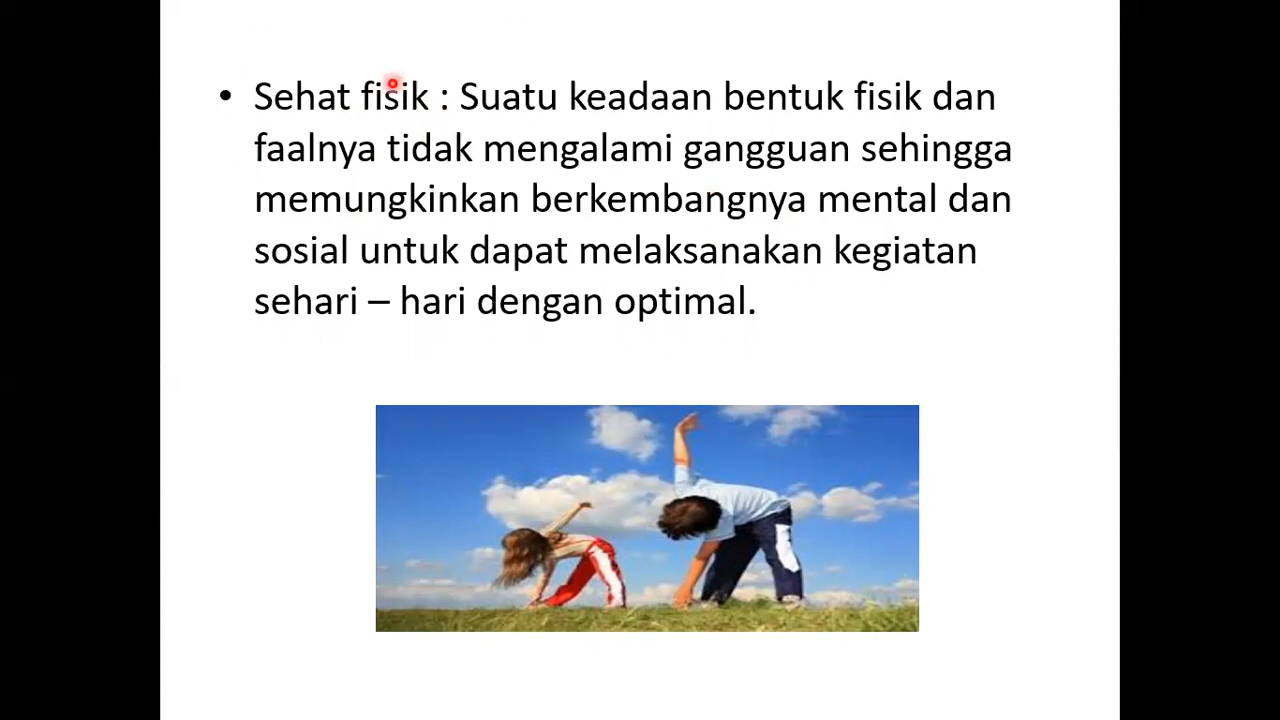 • Sehat fisik : Suatu keadaan bentuk fisik dan
faalnya tidak mengalami gangguan sehingga
memungkinkan berkembangnya mental dan
sosial untuk dapat melaksanakan kegiatan
sehari – hari dengan optimal.